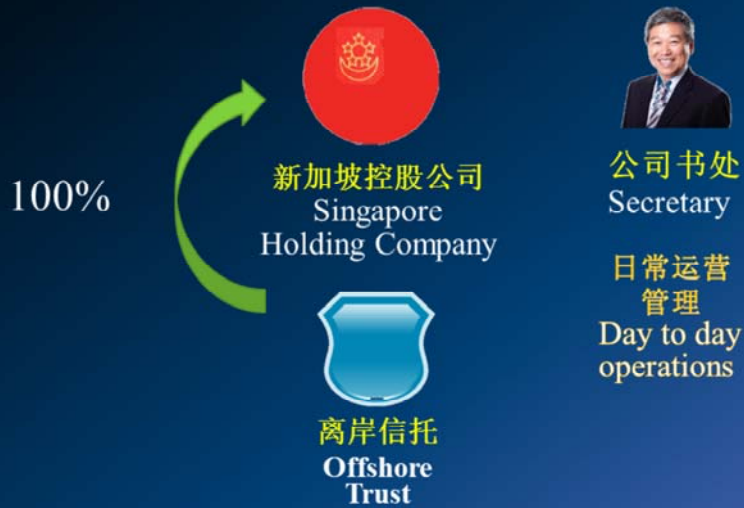 100%
新加坡控股公司
Singapore
Holding Company
离岸信托
Offshore
Trust
公司书处
Secretary
日常运营
管理
Day to day
operations